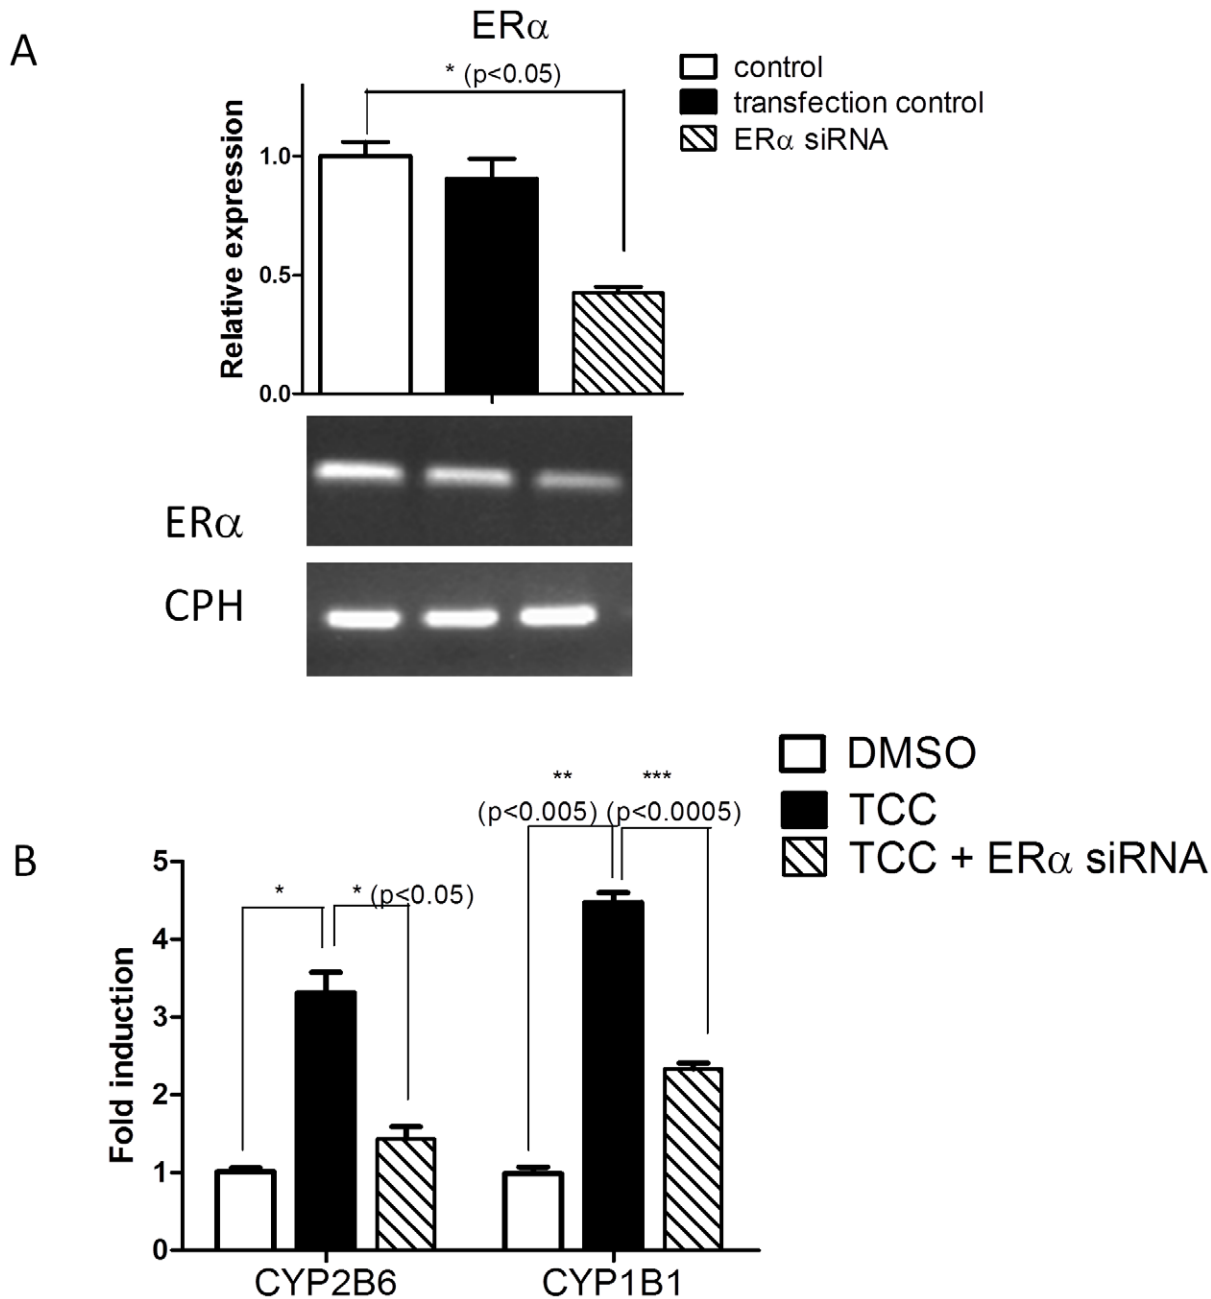 A
ERα
* (p<0.05)
control
transfection control
ERα siRNA
Relative expression
1.0
0.5
0.0
ERα
CPH
B
DMSO
TCC
TCC + ERα siRNA
** ***
(p<0.005) (p<0.0005)
* * (p<0.05)
Fold induction
5
4
3
2
1
0
CYP2B6 CYP1B1